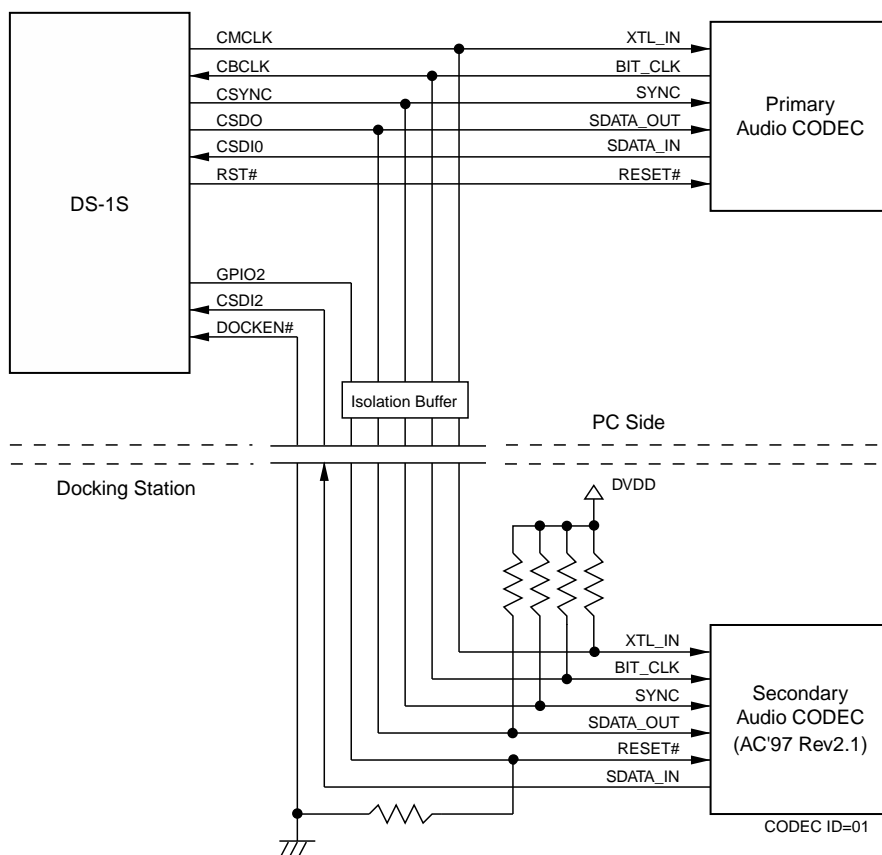 CMCLK
XTL_IN
CBCLK
BIT_CLK
CSYNC
SYNC
CSDO
SDATA_OUT
CSDI0
SDATA_IN
RST#
RESET#
Primary
Audio CODEC
DS-1S
GPIO2
CSDI2
DOCKEN#
Isolation Buffer
PC Side
Docking Station
DVDD
XTL_IN
BIT_CLK
SYNC
SDATA_OUT
RESET#
SDATA_IN
Secondary
Audio CODEC
(AC'97 Rev2.1)
CODEC ID=01